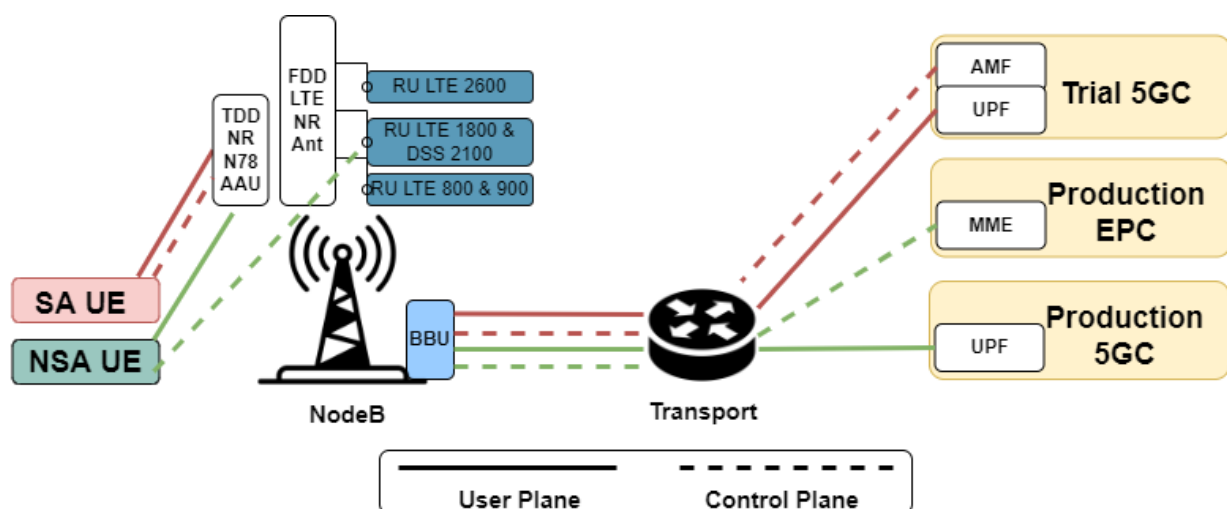 FDD
LTE
NR
Ant
TDD
NR
N78
AAU
RU LTE 2600
RU LTE 1800 &
DSS 2100
RU LTE 800 & 900
SA UE
NSA UE
BBU
NodeB
Transport
AMF
UPF
Trial 5GC
MME
Production
EPC
UPF
Production
5GC
User Plane
Control Plane